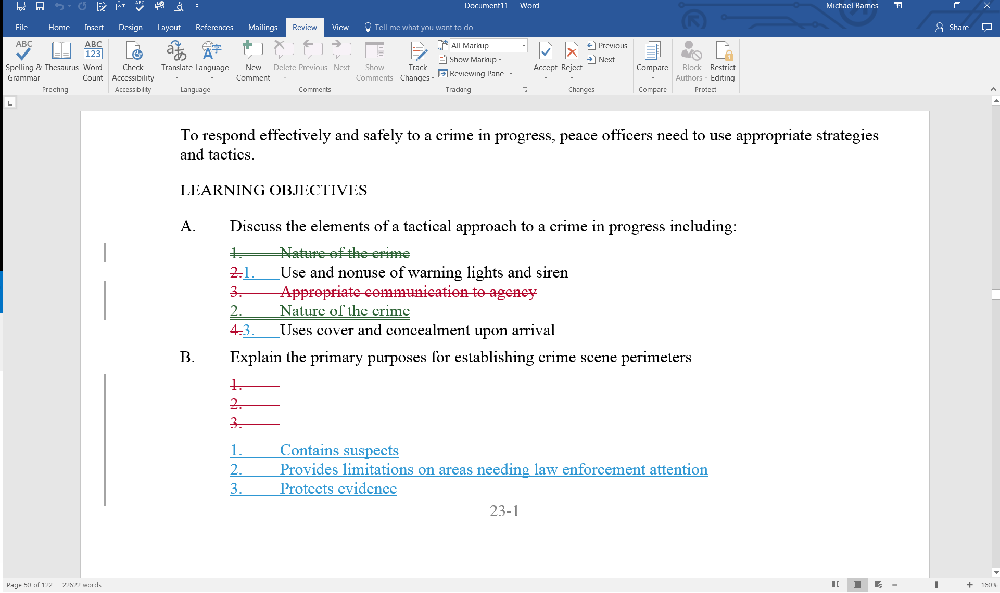 Document11 - Word
Michael Barnes
File Home Insert Design Layout References Mailings Review View Tell me what you want to do
Share
ABC
ABC
ABC
123
Spelling & Grammar
Thesaurus
Word Count
Check Accessibility
Translate
Language
New Comment
Delete
Previous
Next
Show Comments
Track Changes
All Markup
Show Markup
Reviewing Pane
Accept
Reject
Previous
Next
Compare
Block Authors
Restrict Editing
Proofing Accessibility Language Comments Tracking Changes Compare Protect
To respond effectively and safely to a crime in progress, peace officers need to use appropriate strategies
and tactics.
LEARNING OBJECTIVES
A. Discuss the elements of a tactical approach to a crime in progress including:
1. Nature of the crime
2.1. Use and nonuse of warning lights and siren
3. Appropriate communication to agency
2. Nature of the crime
4.3. Uses cover and concealment upon arrival
B. Explain the primary purposes for establishing crime scene perimeters
1.
2.
3.
1. Contains suspects
2. Provides limitations on areas needing law enforcement attention
3. Protects evidence
23-1
Page 50 of 122 22622 words
160%